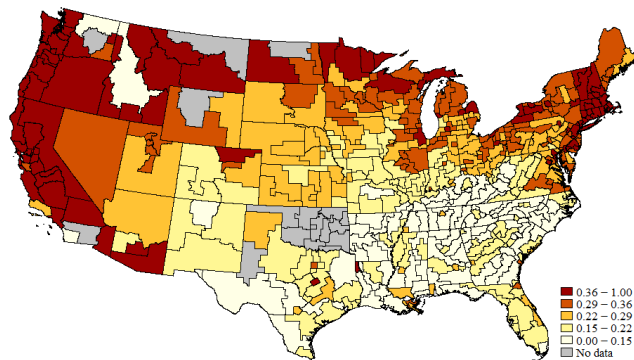 0.36 – 1.00
0.29 – 0.36
0.22 – 0.29
0.15 – 0.22
0.00 – 0.15
No data